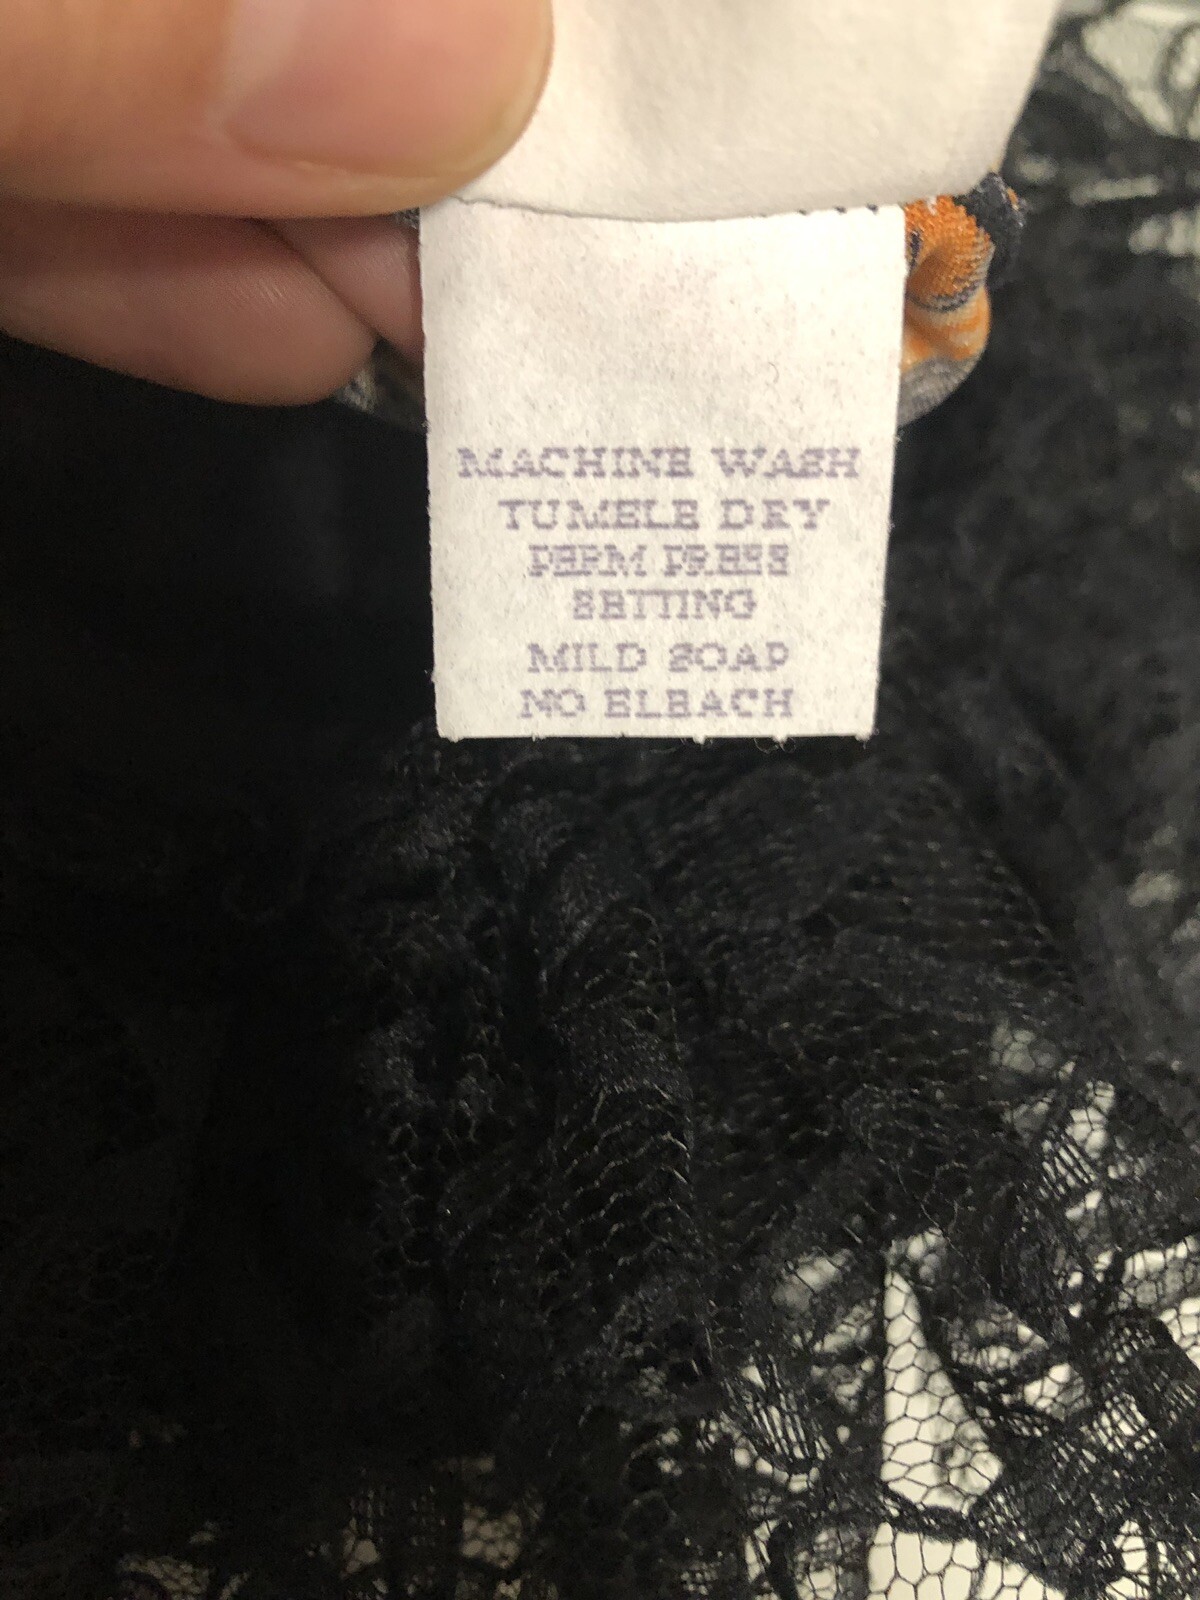 MACHINE WASH
TUMBLE DRY
PERM PRESS
SETTING
MILD SOAP
NO BLEACH